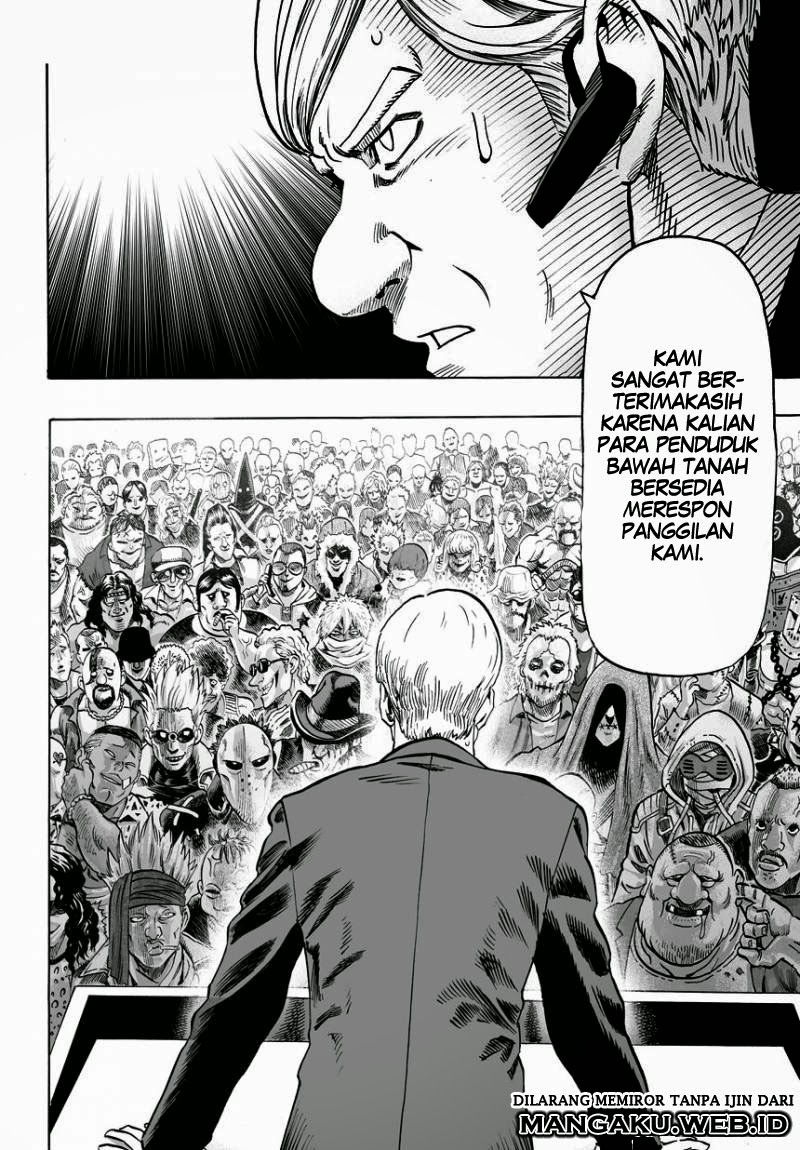 KAMI
SANGAT BER-
TERIMAKASIH
KARENA KALIAN
PARA PENDUDUK
BAWAH TANAH
BERSEDIA
MERESPON
PANGGILAN
KAMI.
DILARANG MEMIROR TANPA IJIN DARI
MANGAKU.WEB.ID